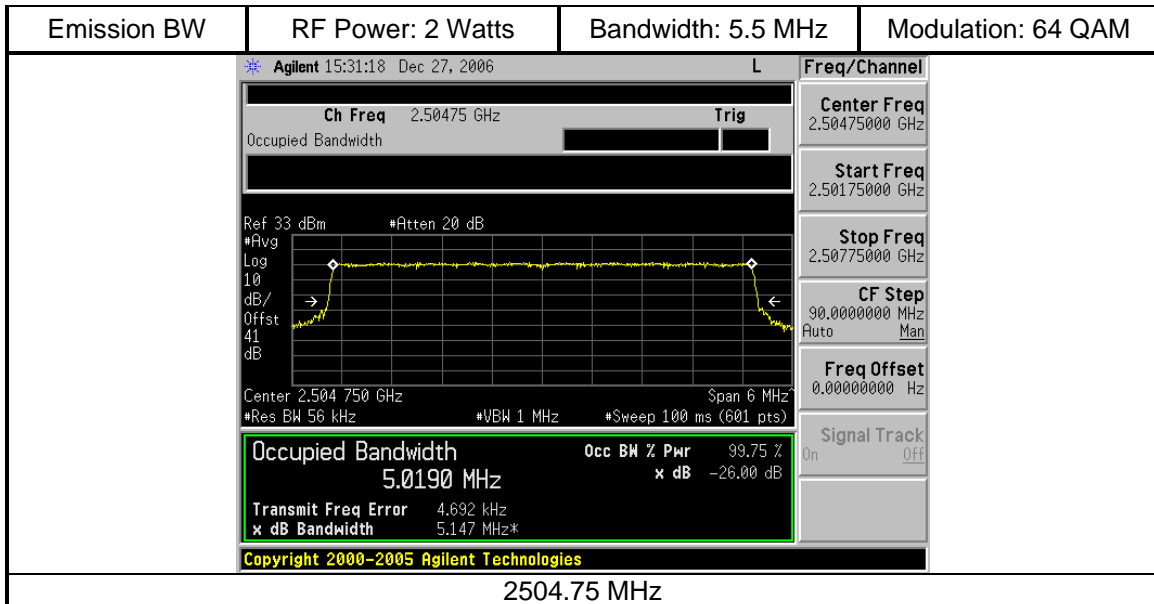 Emission BW RF Power: 2 Watts Bandwidth: 5.5 MHz Modulation: 64 QAM
Agilent 15:31:18 Dec 27, 2006 L Freq/Channel
Ch Freq 2.50475 GHz Trig
Occupied Bandwidth
Center Freq
2.50475000 GHz
Start Freq
2.50175000 GHz
Stop Freq
2.50775000 GHz
CF Step
90.0000000 MHz
Auto Man
Freq Offset
0.00000000 Hz
Signal Track
On Off
Ref 33 dBm #Atten 20 dB
#Avg
Log
10
dB/
Offst
41
dB
Center 2.504 750 GHz Span 6 MHz^
#Res BW 56 kHz #VBW 1 MHz #Sweep 100 ms (601 pts)
Occupied Bandwidth Occ BW % Pwr 99.75 %
5.0190 MHz x dB -26.00 dB
Transmit Freq Error 4.692 kHz
x dB Bandwidth 5.147 MHz*
Copyright 2000-2005 Agilent Technologies
2504.75 MHz